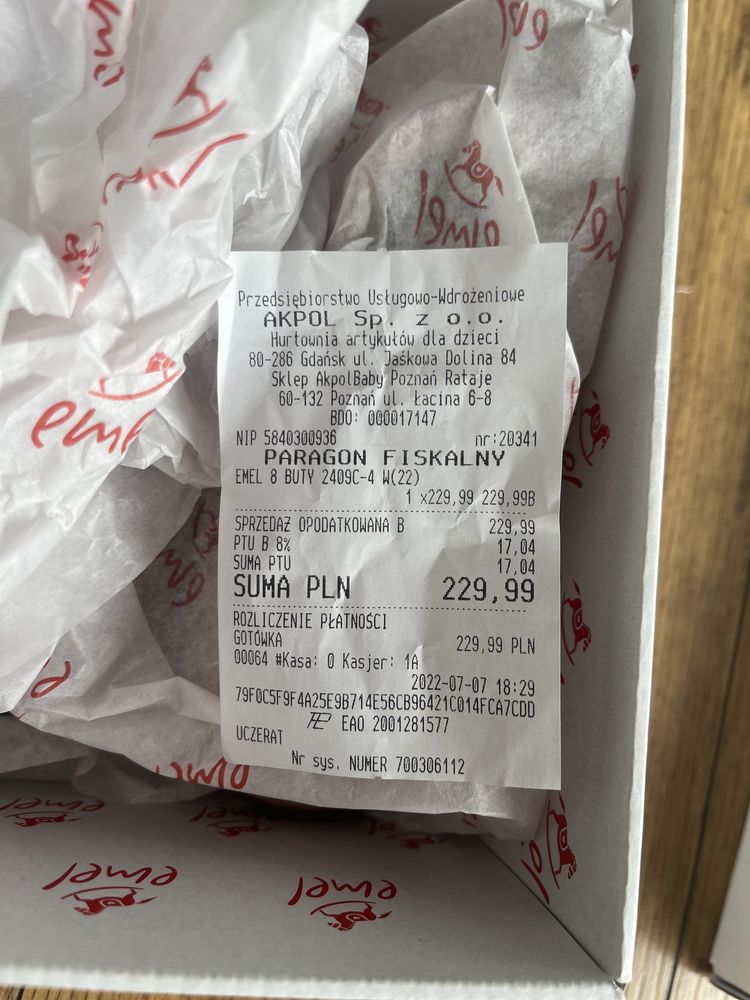 emel
emel
emel
emel
emel
Przedsiębiorstwo Usługowo-Wdrożeniowe
AKPOL Sp. z o.o.
Hurtownia artykułów dla dzieci
80-286 Gdańsk ul. Jaśkowa Dolina 84
Sklep AkpolBaby Poznań Rataje
60-132 Poznań ul. Łacina 6-8
BDO: 000017147
NIP 5840300936 nr:20341
PARAGON FISKALNY
EMEL 8 BUTY 2409C-4 W(22)
1 x229,99 229,99B
SPRZEDAŻ OPODATKOWANA B 229,99
PTU B 8% 17,04
SUMA PTU 17,04
SUMA PLN 229,99
ROZLICZENIE PŁATNOŚCI
GOTÓWKA 229,99 PLN
00064 #Kasa: 0 Kasjer: 1A
2022-07-07 18:29
79F0C5F9F4A25E9B714E56CB96421C014FCA7CDD
EAO 2001281577
UCZERAT
Nr sys. NUMER 700306112
emel
emel
emel
emel